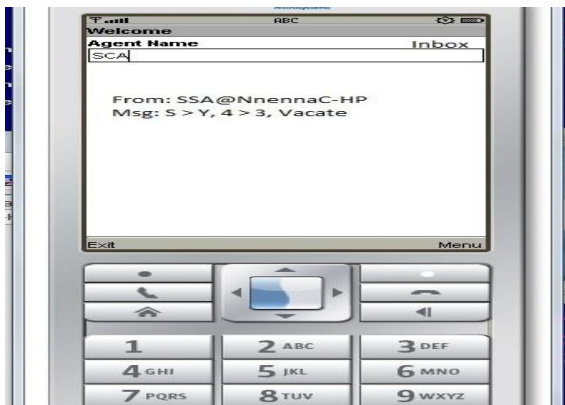 ABC
Welcome
Agent Name Inbox
SCA
From: SSA@NnennaC-HP
Msg: S > Y, 4 > 3, Vacate
Exit Menu
1 2 ABC 3 DEF
4 GHI 5 JKL 6 MNO
7 PQRS 8 TUV 9 WXYZ